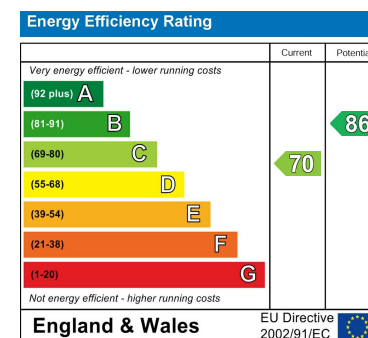 Energy Efficiency Rating
Current Potentia
Very energy efficient - lower running costs
(92 plus) A
(81-91) B
86
(69-80) C
70
(55-68) D
(39-54) E
(21-38) F
(1-20) G
Not energy efficient - higher running costs
England & Wales
EU Directive
2002/91/EC